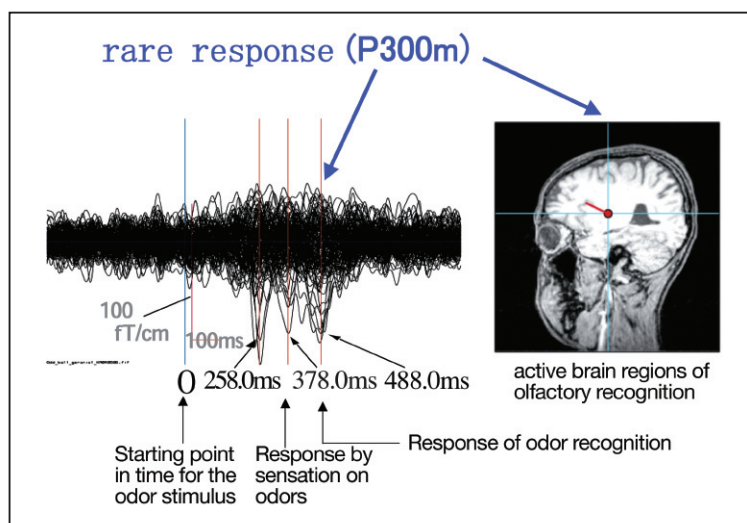 rare response (P300m)
100
fT/cm
100ms
0
258.0ms
378.0ms
488.0ms
active brain regions of
olfactory recognition
Starting point
in time for the
odor stimulus
Response by
sensation on
odors
Response of odor recognition